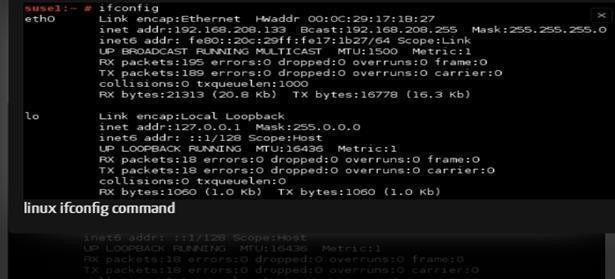 suse1:~ # ifconfig
eth0 Link encap:Ethernet HWaddr 00:0C:29:17:1B:27
inet addr:192.168.208.133 Bcast:192.168.208.255 Mask:255.255.255.0
inet6 addr: fe80::20c:29ff:fe17:1b27/64 Scope:Link
UP BROADCAST RUNNING MULTICAST MTU:1500 Metric:1
RX packets:195 errors:0 dropped:0 overruns:0 frame:0
TX packets:189 errors:0 dropped:0 overruns:0 carrier:0
collisions:0 txqueuelen:1000
RX bytes:21313 (20.8 Kb) TX bytes:16778 (16.3 Kb)
lo Link encap:Local Loopback
inet addr:127.0.0.1 Mask:255.0.0.0
inet6 addr: ::1/128 Scope:Host
UP LOOPBACK RUNNING MTU:16436 Metric:1
RX packets:18 errors:0 dropped:0 overruns:0 frame:0
TX packets:18 errors:0 dropped:0 overruns:0 carrier:0
collisions:0 txqueuelen:0
RX bytes:1060 (1.0 Kb) TX bytes:1060 (1.0 Kb)
linux ifconfig command
inet6 addr: ::1/128 Scope:Host
UP LOOPBACK RUNNING MTU:16436 Metric:1
RX packets:18 errors:0 dropped:0 overruns:0 frame:0
TX packets:18 errors:0 dropped:0 overruns:0 carrier:0